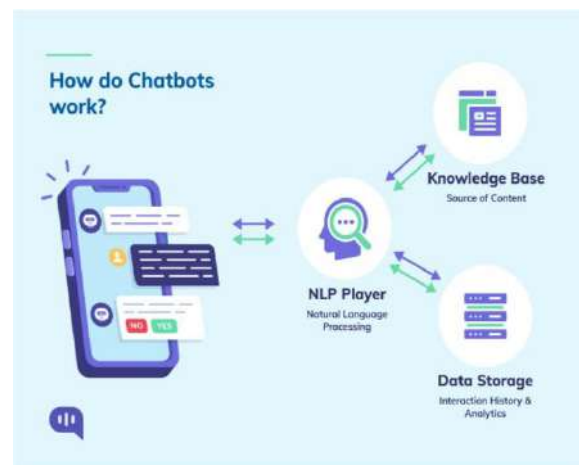 How do Chatbots
work?
NO YES
NLP Player
Natural Language
Processing
Knowledge Base
Source of Content
Data Storage
Interaction History &
Analytics